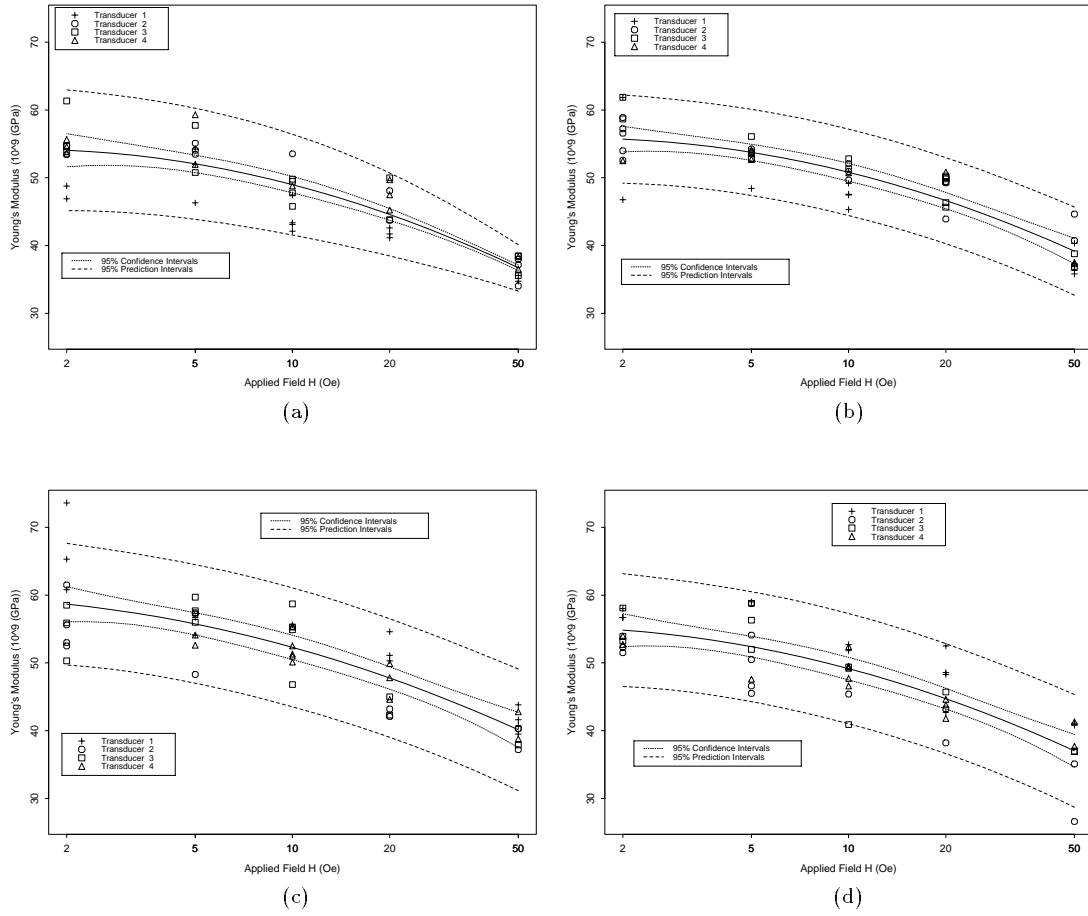 Transducer 1
Transducer 2
Transducer 3
Transducer 4
95% Confidence Intervals
95% Prediction Intervals
Young's Modulus (10^9 (GPa))
70
60
50
40
30
2
5
10
20
50
Applied Field H (Oe)
(a)
Transducer 1
Transducer 2
Transducer 3
Transducer 4
95% Confidence Intervals
95% Prediction Intervals
Young's Modulus (10^9 (GPa))
70
60
50
40
30
2
5
10
20
50
Applied Field H (Oe)
(b)
95% Confidence Intervals
95% Prediction Intervals
Transducer 1
Transducer 2
Transducer 3
Transducer 4
Young's Modulus (10^9 (GPa))
70
60
50
40
30
2
5
10
20
50
Applied Field H (Oe)
(c)
Transducer 1
Transducer 2
Transducer 3
Transducer 4
95% Confidence Intervals
95% Prediction Intervals
Young's Modulus (10^9 (GPa))
70
60
50
40
30
2
5
10
20
50
Applied Field H (Oe)
(d)